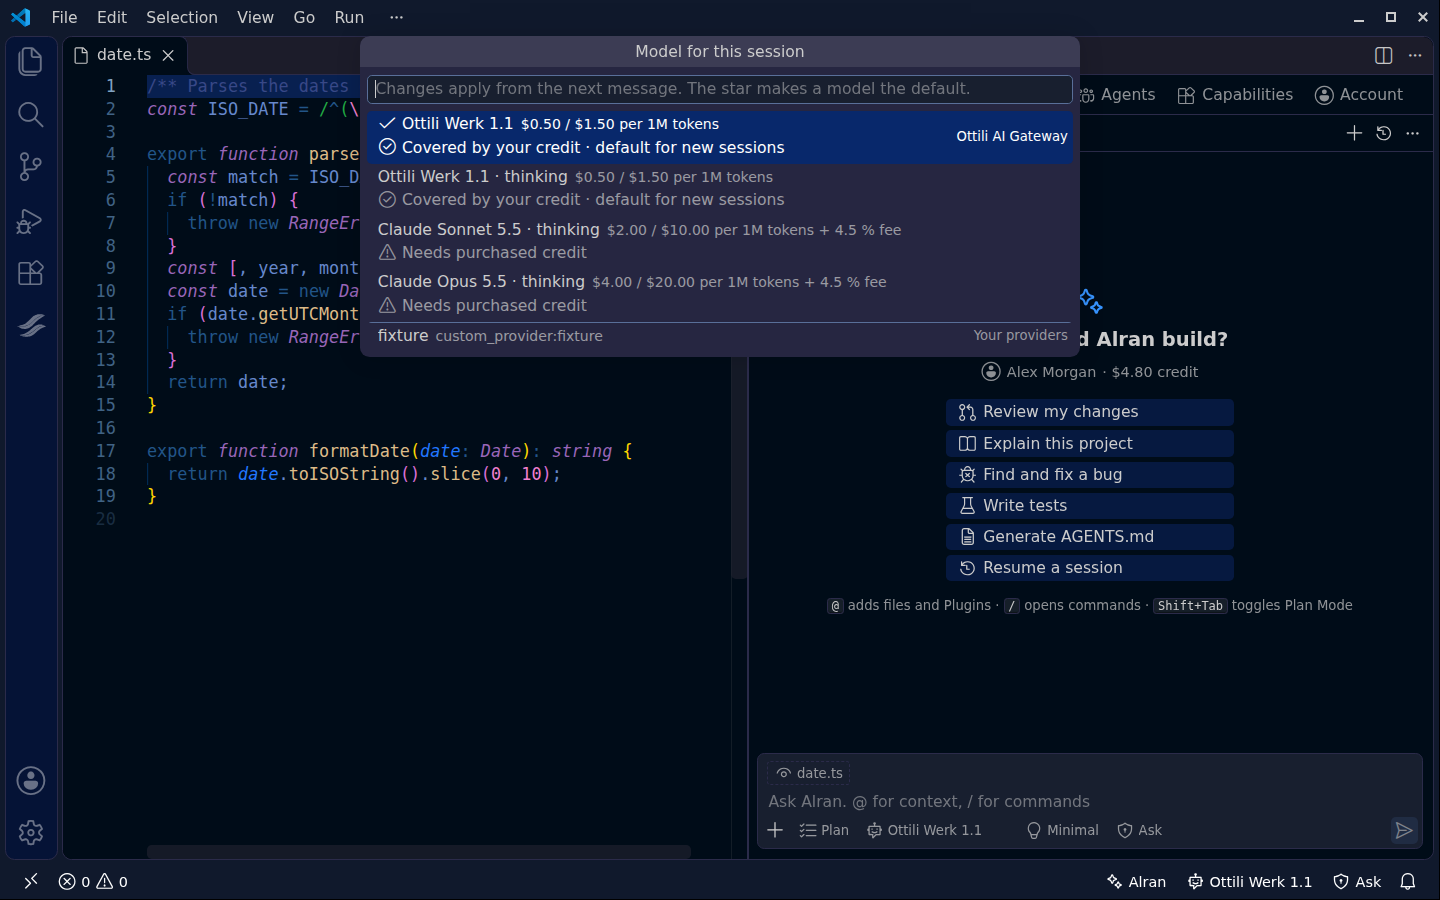 File Edit Selection View Go Run ···
Model for this session
date.ts
Changes apply from the next message. The star makes a model the default.
Agents Capabilities Account
Ottili Werk 1.1 $0.50 / $1.50 per 1M tokens
Ottili AI Gateway
Covered by your credit · default for new sessions
Ottili Werk 1.1 · thinking $0.50 / $1.50 per 1M tokens
Covered by your credit · default for new sessions
Claude Sonnet 5.5 · thinking $2.00 / $10.00 per 1M tokens + 4.5 % fee
Needs purchased credit
Claude Opus 5.5 · thinking $4.00 / $20.00 per 1M tokens + 4.5 % fee
Needs purchased credit
fixture custom_provider:fixture Your providers
1 /** Parses the dates
2 const ISO_DATE = /^(\
3
4 export function parse
5 const match = ISO_D
6 if (!match) {
7 throw new RangeEr
8 }
9 const [, year, mont
10 const date = new Da
11 if (date.getUTCMont
12 throw new RangeEr
13 }
14 return date;
15 }
16
17 export function formatDate(date: Date): string {
18 return date.toISOString().slice(0, 10);
19 }
20
d Alran build?
Alex Morgan · $4.80 credit
Review my changes
Explain this project
Find and fix a bug
Write tests
Generate AGENTS.md
Resume a session
@ adds files and Plugins · / opens commands · Shift+Tab toggles Plan Mode
date.ts
Ask Alran. @ for context, / for commands
Plan Ottili Werk 1.1 Minimal Ask
0 0 Alran Ottili Werk 1.1 Ask